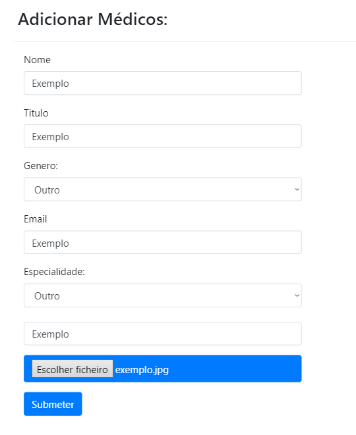 Adicionar Médicos:
Nome
Exemplo
Titulo
Exemplo
Genero:
Outro
Email
Exemplo
Especialidade:
Outro
Exemplo
Escolher ficheiro exemplo.jpg
Submeter